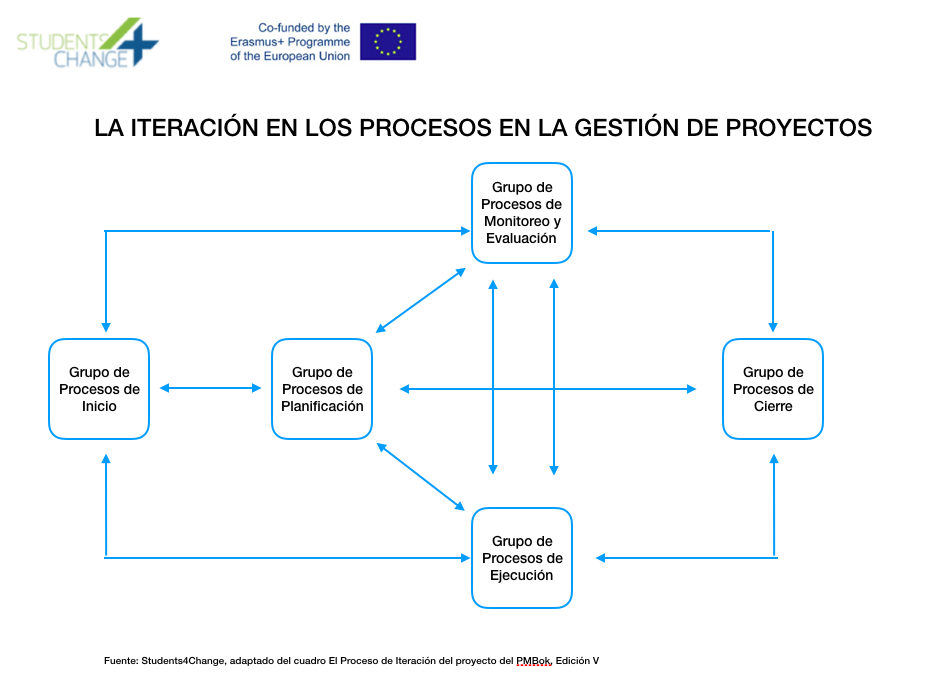 STUDENTS4
CHANGE
Co-funded by the
Erasmus+ Programme
of the European Union
LA ITERACIÓN EN LOS PROCESOS EN LA GESTIÓN DE PROYECTOS
Grupo de
Procesos de
Monitoreo y
Evaluación
Grupo de
Procesos de
Inicio
Grupo de
Procesos de
Planificación
Grupo de
Procesos de
Cierre
Grupo de
Procesos de
Ejecución
Fuente: Students4Change, adaptado del cuadro El Proceso de Iteración del proyecto del PMBok, Edición V